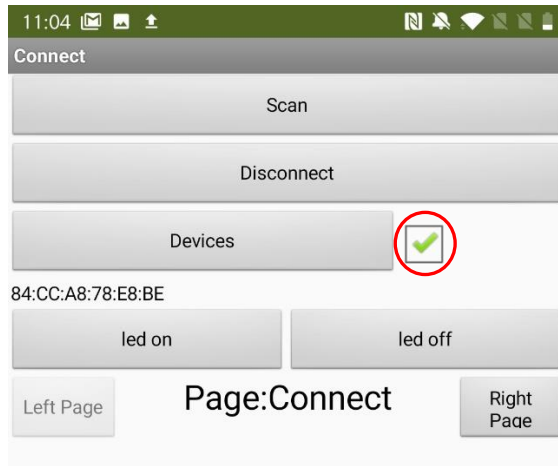 11:04
Connect
Scan
Disconnect
Devices
84:CC:A8:78:E8:BE
led on led off
Left Page Page:Connect Right
Page